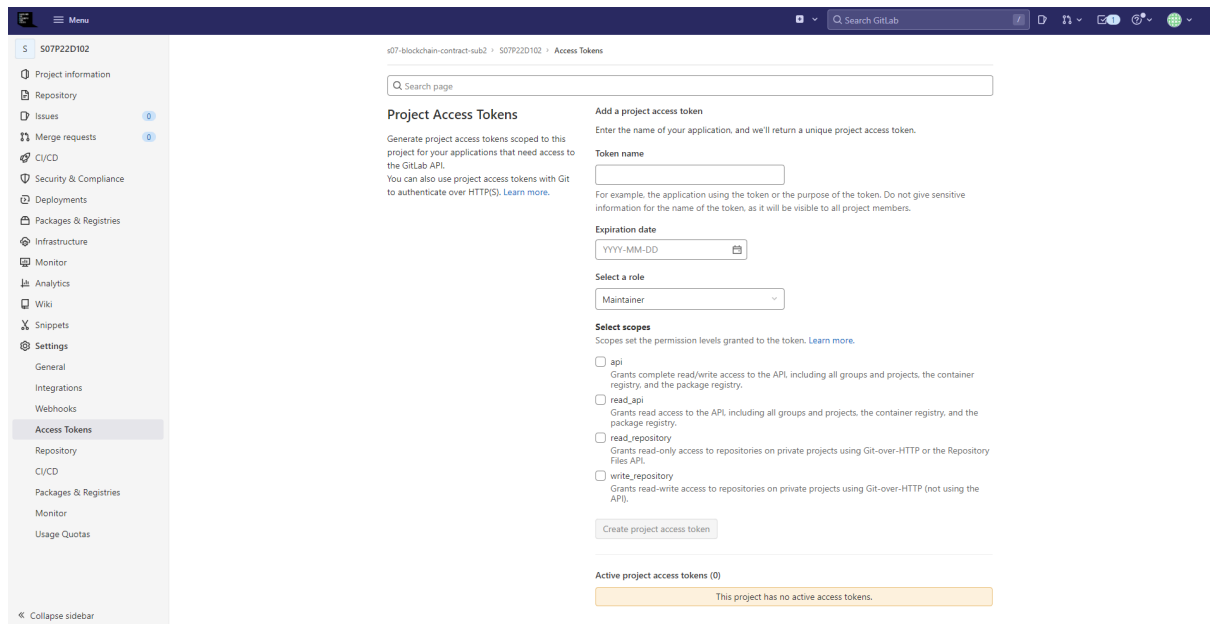 Menu
Search GitLab
/
1
S S07P22D102
Project information
Repository
Issues 0
Merge requests 0
CI/CD
Security & Compliance
Deployments
Packages & Registries
Infrastructure
Monitor
Analytics
Wiki
Snippets
Settings
General
Integrations
Webhooks
Access Tokens
Repository
CI/CD
Packages & Registries
Monitor
Usage Quotas
Collapse sidebar
s07-blockchain-contract-sub2 › S07P22D102 › Access Tokens
Search page
Project Access Tokens
Generate project access tokens scoped to this
project for your applications that need access to
the GitLab API.
You can also use project access tokens with Git
to authenticate over HTTP(S). Learn more.
Add a project access token
Enter the name of your application, and we'll return a unique project access token.
Token name
For example, the application using the token or the purpose of the token. Do not give sensitive
information for the name of the token, as it will be visible to all project members.
Expiration date
YYYY-MM-DD
Select a role
Maintainer
Select scopes
Scopes set the permission levels granted to the token. Learn more.
api
Grants complete read/write access to the API, including all groups and projects, the container
registry, and the package registry.
read_api
Grants read access to the API, including all groups and projects, the container registry, and the
package registry.
read_repository
Grants read-only access to repositories on private projects using Git-over-HTTP or the Repository
Files API.
write_repository
Grants read-write access to repositories on private projects using Git-over-HTTP (not using the
API).
Create project access token
Active project access tokens (0)
This project has no active access tokens.